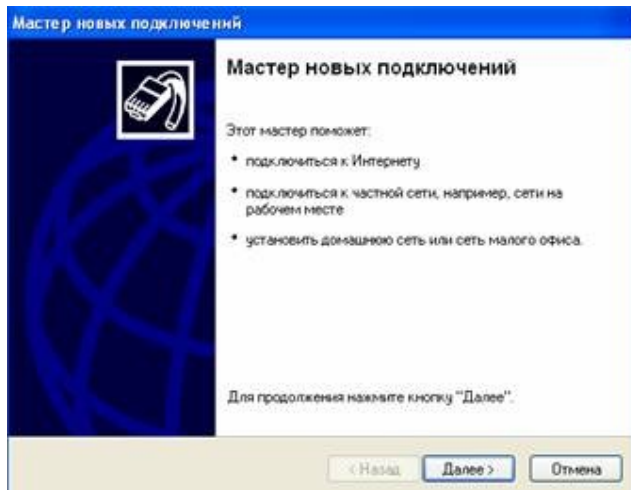 Мастер новых подключений
Мастер новых подключений
Этот мастер поможет:
• подключиться к Интернету
• подключиться к частной сети, например, сети на
рабочем месте
• установить домашнюю сеть или сеть малого офиса.
Для продолжения нажмите кнопку "Далее".
< Назад
Далее >
Отмена